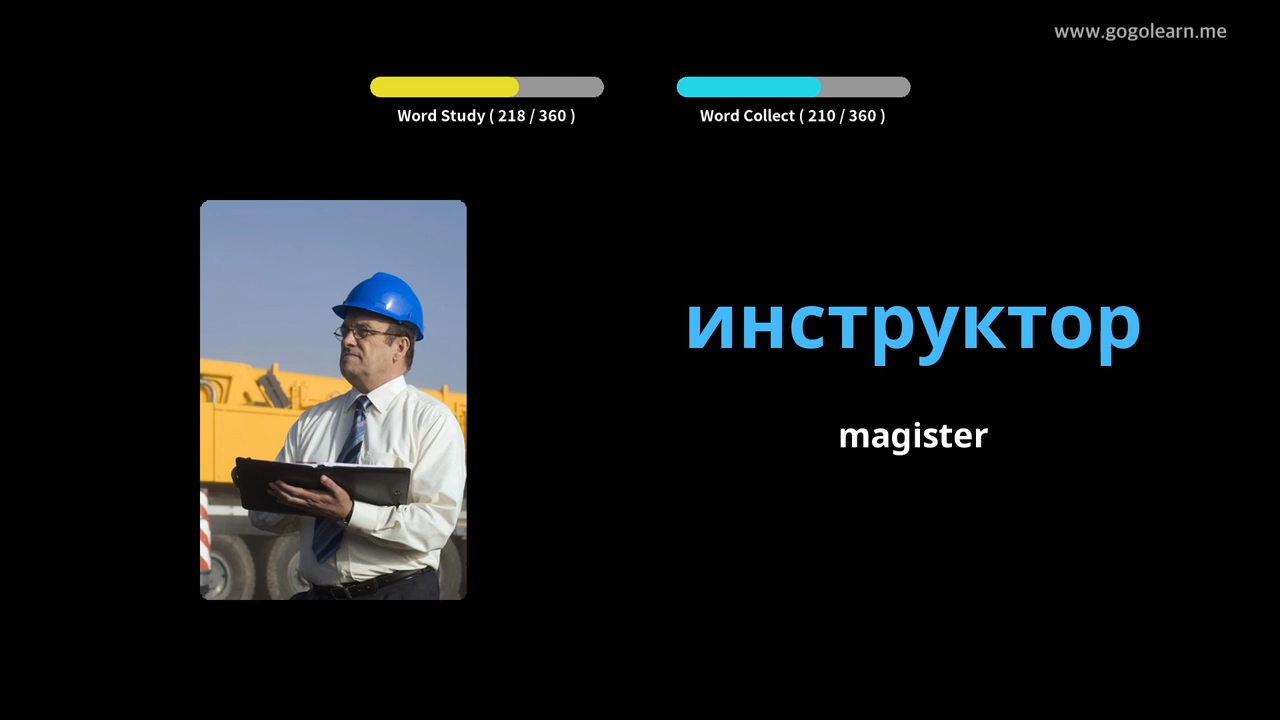 www.gogolearn.me
Word Study ( 218 / 360 )
Word Collect ( 210 / 360 )
инструктор
magister